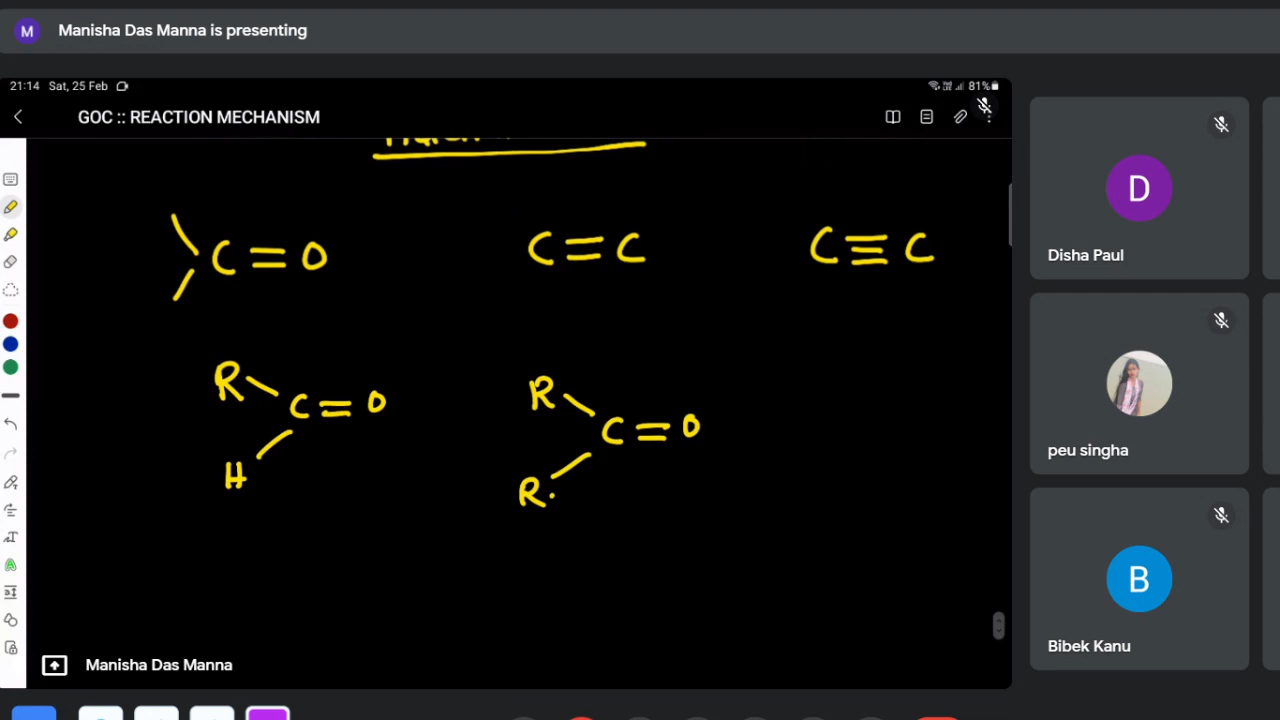 M
Manisha Das Manna is presenting
21:14 Sat, 25 Feb
81%
GOC :: REACTION MECHANISM
C = O
C = C
C ≡ C
R
C = O
H
R
C = O
R.
Manisha Das Manna
D
Disha Paul
peu singha
B
Bibek Kanu